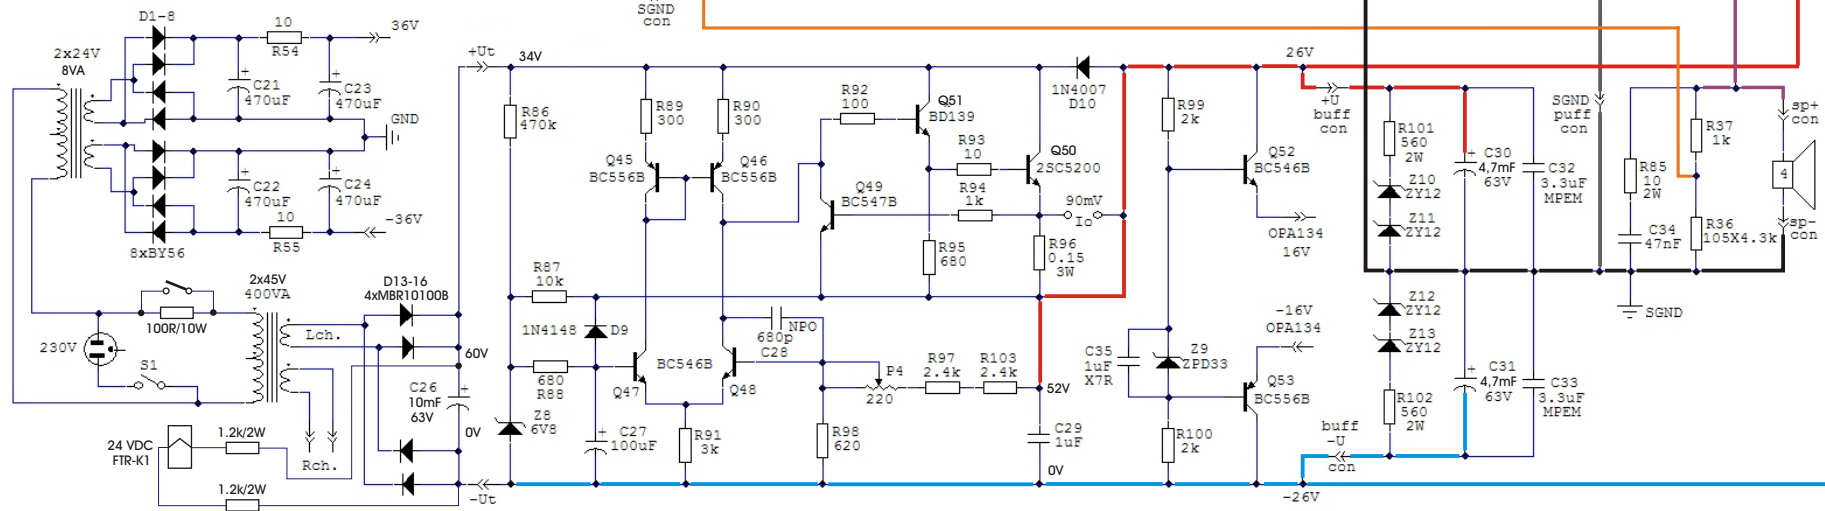 SGND
con
D1-8
10
R54
36V
2x24V
8VA
C21
470uF
C23
470uF
GND
C22
470uF
C24
470uF
10
R55
-36V
8xBY56
2x45V
400VA
D13-16
4xMBR10100B
100R/10W
Lch.
230V
S1
60V
C26
10mF
63V
0V
24 VDC
FTR-K1
1.2k/2W
1.2k/2W
Rch.
+Ut
34V
-Ut
R86
470k
R89
300
R90
300
R92
100
Q51
BD139
1N4007
D10
R93
10
Q50
2SC5200
Q45
BC556B
Q46
BC556B
Q49
BC547B
R94
1k
90mV
Io
R95
680
R96
0.15
3W
R87
10k
1N4148
D9
NPO
680p
C28
680
R88
Q47
BC546B
Q48
P4
220
R97
2.4k
R103
2.4k
52V
Z8
6V8
C27
100uF
R91
3k
R98
620
C29
1uF
0V
26V
R99
2k
Q52
BC546B
OPA134
16V
-16V
OPA134
C35
1uF
X7R
Z9
ZPD33
Q53
BC556B
R100
2k
-26V
+U
buff
con
R101
560
2W
Z10
ZY12
Z11
ZY12
C30
4,7mF
63V
C32
3.3uF
MPEM
SGND
puff
con
R37
1k
sp+
con
R85
10
2W
4
C34
47nF
R36
105X4.3k
sp-
con
Z12
ZY12
Z13
ZY12
SGND
C31
4,7mF
63V
C33
3.3uF
MPEM
R102
560
2W
buff
-U
con